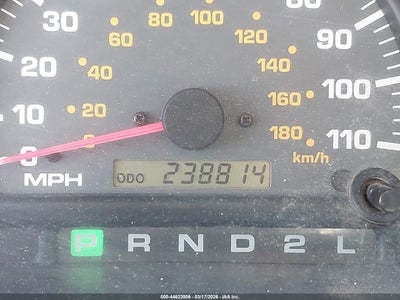 30 60 80 100 120 90
20 40 140 100
10 20 160 110
0 0 180 km/h
MPH ODO 238814
P R N D 2 L
000-44622006 - 03/17/2026 - IAA Inc.